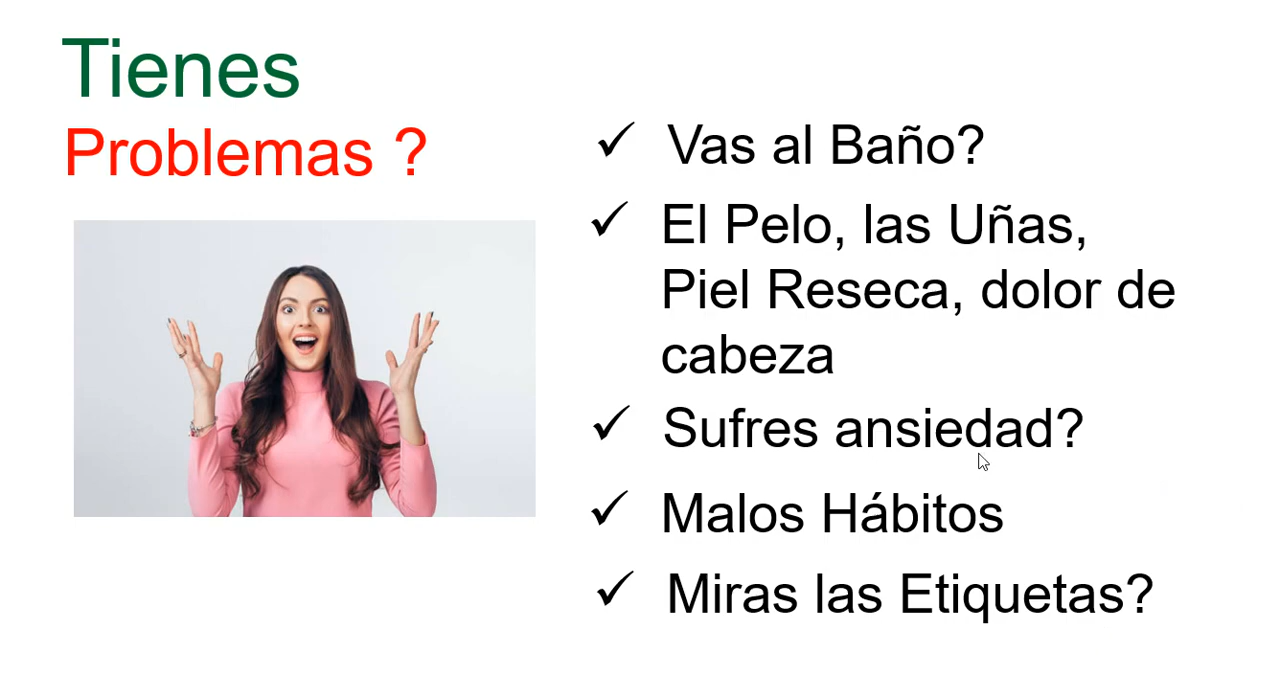 Tienes
Problemas ?
Vas al Baño?
El Pelo, las Uñas,
Piel Reseca, dolor de
cabeza
Sufres ansiedad?
Malos Hábitos
Miras las Etiquetas?